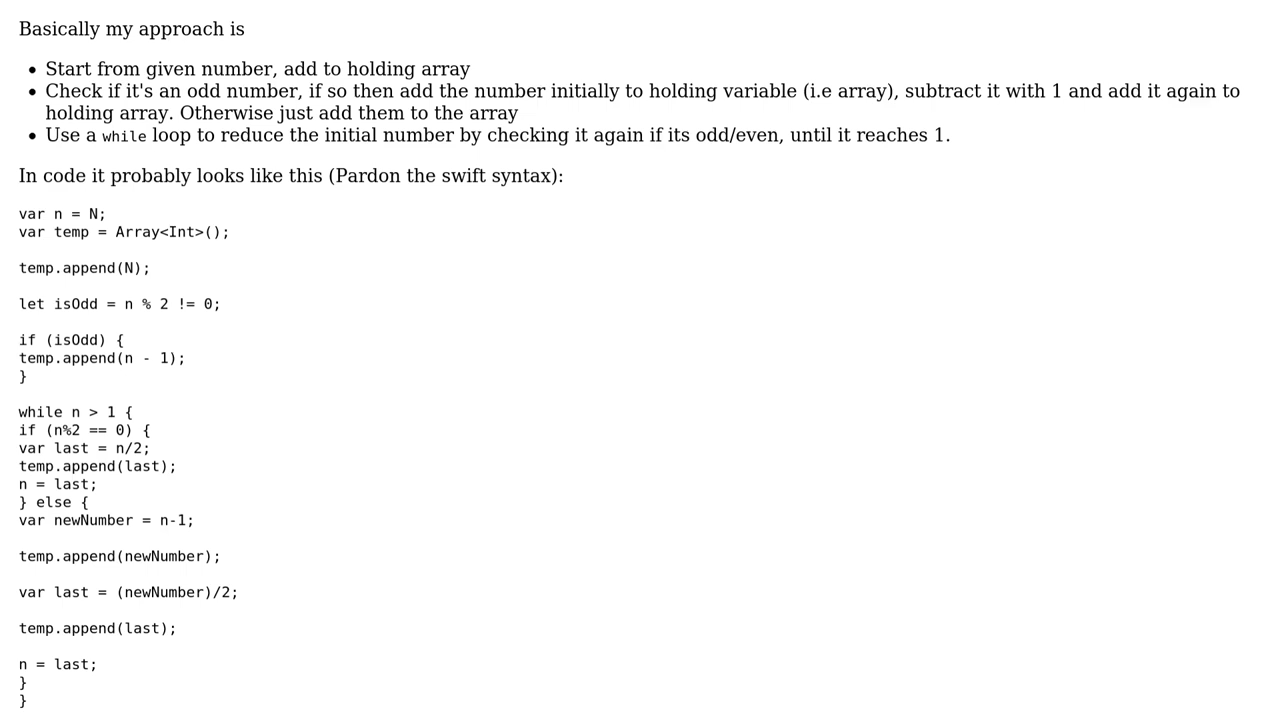 Basically my approach is
• Start from given number, add to holding array
• Check if it's an odd number, if so then add the number initially to holding variable (i.e array), subtract it with 1 and add it again to
holding array. Otherwise just add them to the array
• Use a while loop to reduce the initial number by checking it again if its odd/even, until it reaches 1.
In code it probably looks like this (Pardon the swift syntax):
var n = N;
var temp = Array<Int>();
temp.append(N);
let isOdd = n % 2 != 0;
if (isOdd) {
temp.append(n - 1);
}
while n > 1 {
if (n%2 == 0) {
var last = n/2;
temp.append(last);
n = last;
} else {
var newNumber = n-1;
temp.append(newNumber);
var last = (newNumber)/2;
temp.append(last);
n = last;
}
}